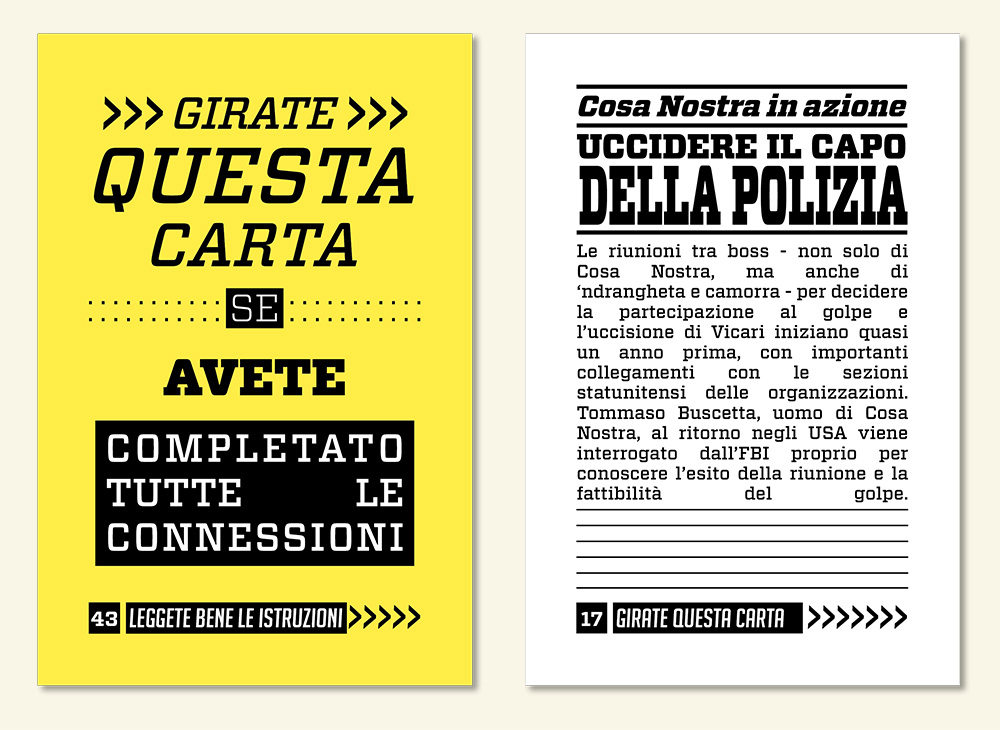 >>> GIRATE >>>
QUESTA
CARTA
SE
AVETE
COMPLETATO
TUTTE LE
CONNESSIONI
43 LEGGETE BENE LE ISTRUZIONI >>>>>
Cosa Nostra in azione
UCCIDERE IL CAPO
DELLA POLIZIA
Le riunioni tra boss - non solo di
Cosa Nostra, ma anche di
‘ndrangheta e camorra - per decidere
la partecipazione al golpe e
l’uccisione di Vicari iniziano quasi
un anno prima, con importanti
collegamenti con le sezioni
statunitensi delle organizzazioni.
Tommaso Buscetta, uomo di Cosa
Nostra, al ritorno negli USA viene
interrogato dall’FBI proprio per
conoscere l’esito della riunione e la
fattibilità del golpe.
17 GIRATE QUESTA CARTA >>>>>>>